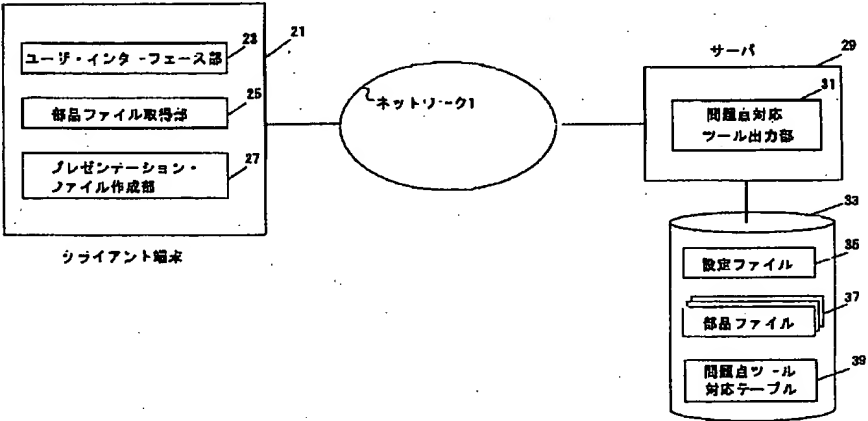 21
23
ユーザ・インターフェース部
25
部品ファイル取得部
27
プレゼンテーション・
ファイル作成部
クライアント端末
ネットワーク1
サーバ
29
31
問題点対応
ツール出力部
33
35
設定ファイル
37
部品ファイル
39
問題点ツール
対応テーブル